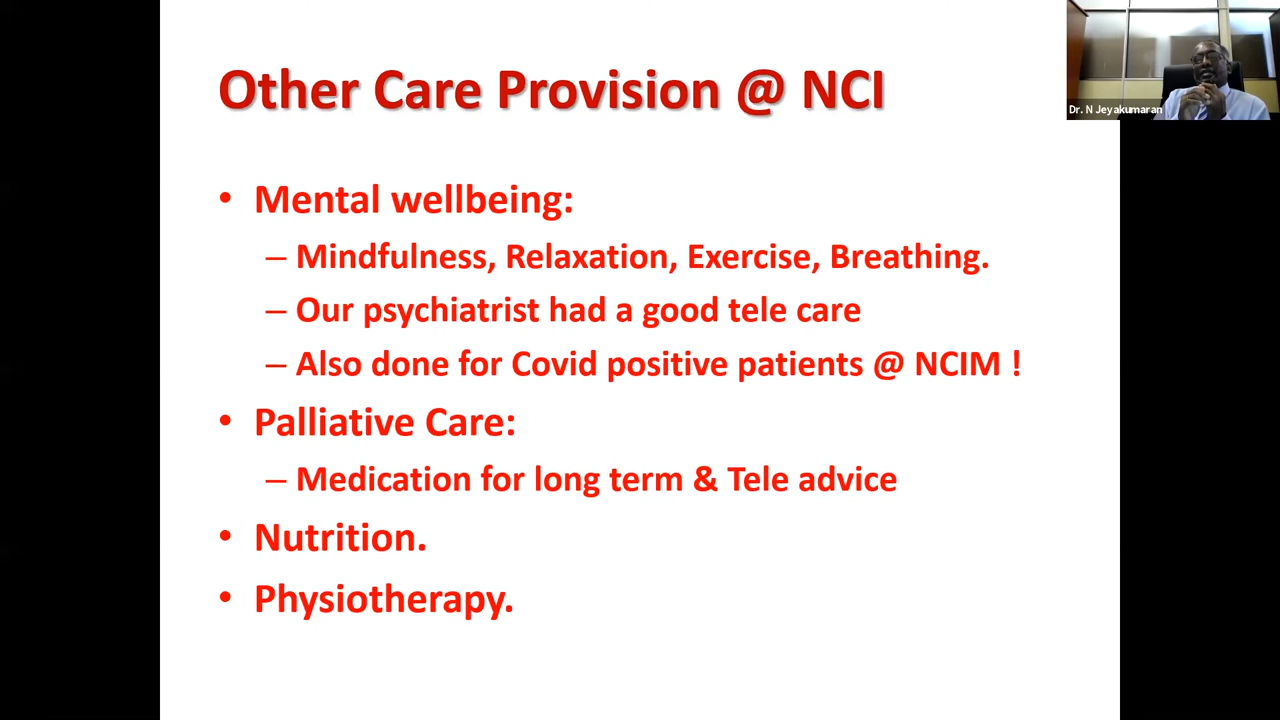 Other Care Provision @ NCI
Dr. N Jeyakumaran
• Mental wellbeing:
– Mindfulness, Relaxation, Exercise, Breathing.
– Our psychiatrist had a good tele care
– Also done for Covid positive patients @ NCIM !
• Palliative Care:
– Medication for long term & Tele advice
• Nutrition.
• Physiotherapy.